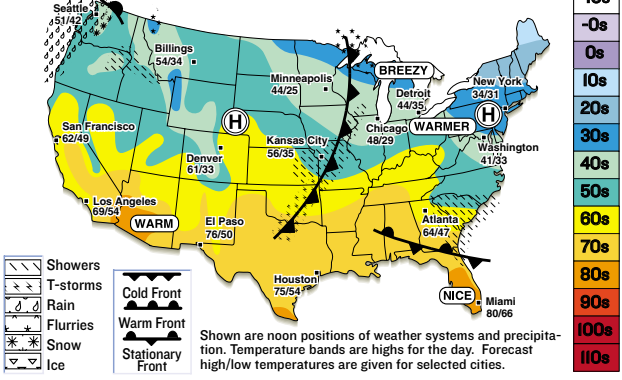 Seattle
51/42
Billings
54/34
Minneapolis
44/25
BREEZY
Detroit
44/35
New York
34/31
H
H
San Francisco
62/49
Denver
61/33
Kansas City
56/35
Chicago
48/29
WARMER
Washington
41/33
Los Angeles
69/54
WARM
El Paso
76/50
Atlanta
64/47
Houston
75/54
NICE
Miami
80/66
Showers
T-storms
Rain
Flurries
Snow
Ice
Cold Front
Warm Front
Stationary
Front
Shown are noon positions of weather systems and precipita-
tion. Temperature bands are highs for the day. Forecast
high/low temperatures are given for selected cities.
-0s
0s
10s
20s
30s
40s
50s
60s
70s
80s
90s
100s
110s